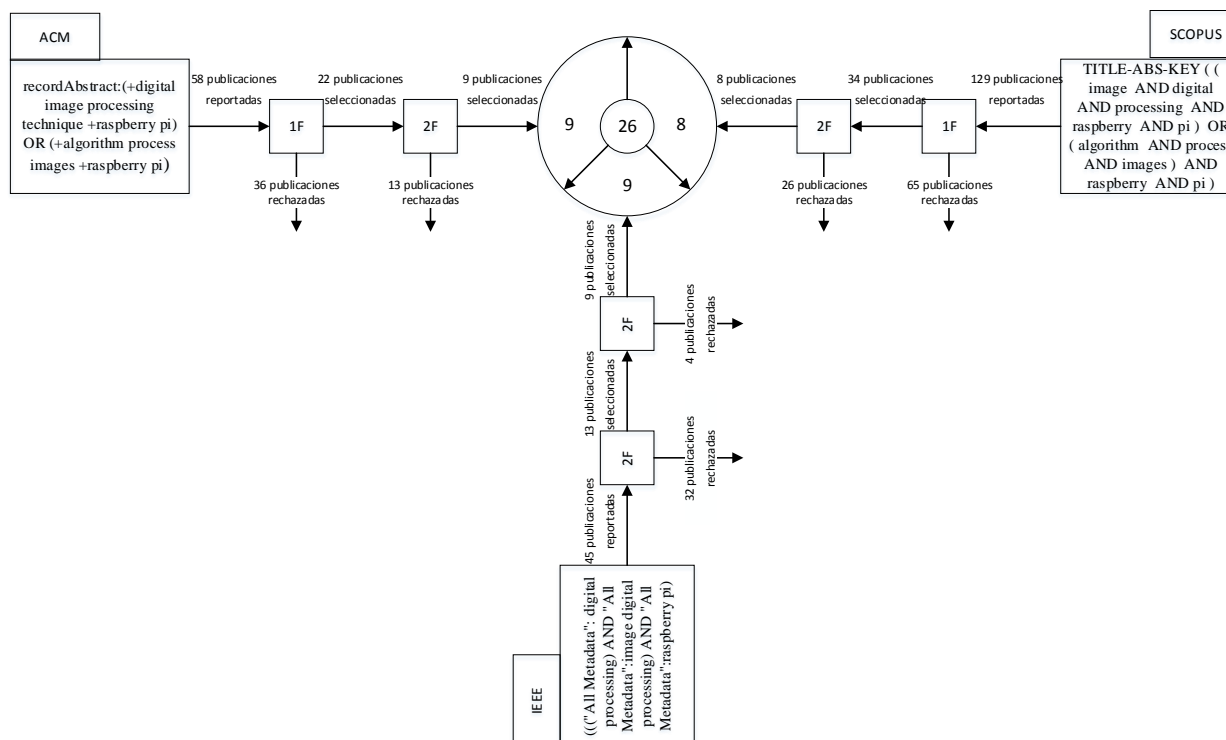 ACM
recordAbstract:(+digital
image processing
technique +raspberry pi)
OR (+algorithm process
images +raspberry pi)
58 publicaciones
reportadas
1F
36 publicaciones
rechazadas
22 publicaciones
seleccionadas
2F
13 publicaciones
rechazadas
9 publicaciones
seleccionadas
9
26
8
9
8 publicaciones
seleccionadas
2F
26 publicaciones
rechazadas
34 publicaciones
seleccionadas
1F
65 publicaciones
rechazadas
129 publicaciones
reportadas
SCOPUS
TITLE-ABS-KEY ( (
image AND digital
AND processing AND
raspberry AND pi ) OR
( algorithm AND process
AND images ) AND
raspberry AND pi )
9 publicaciones
seleccionadas
2F
4 publicaciones
rechazadas
13 publicaciones
seleccionadas
2F
32 publicaciones
rechazadas
45 publicaciones
reportadas
IEEE
((("All Metadata": digital
processing) AND "All
Metadata":image digital
processing) AND "All
Metadata":raspberry pi)